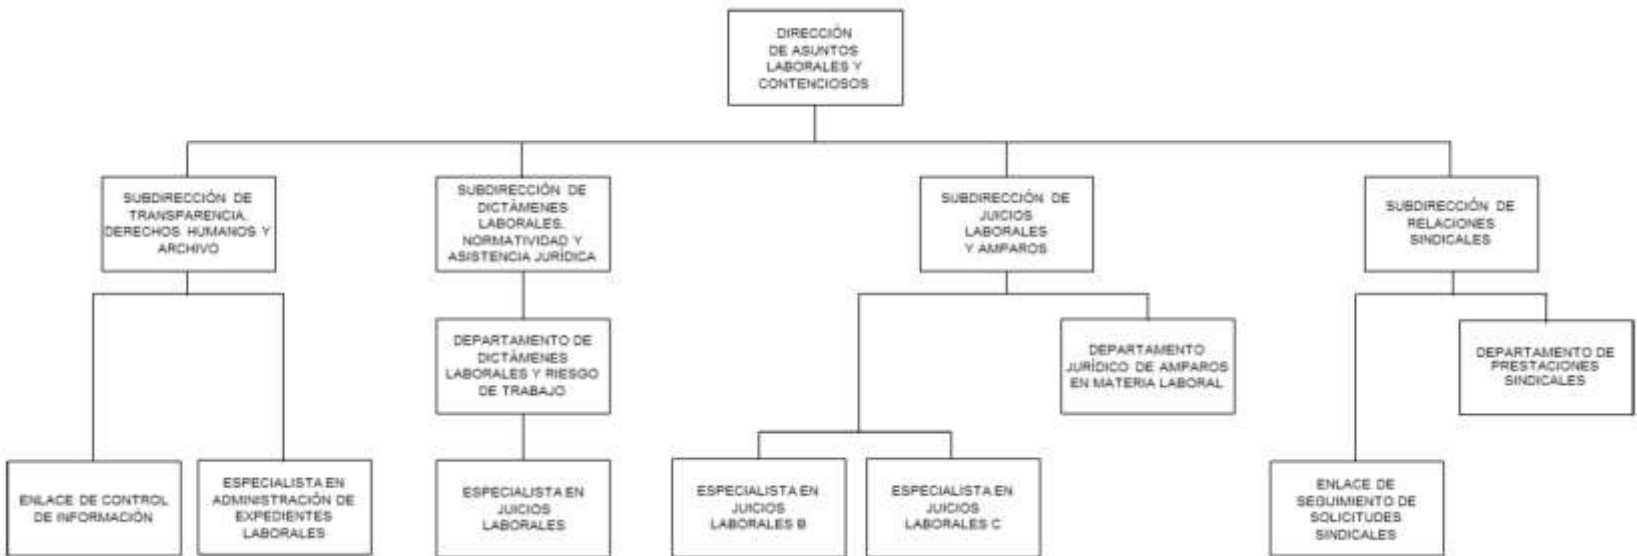 DIRECCIÓN
DE ASUNTOS
LABORALES Y
CONTENCIOSOS
SUBDIRECCIÓN DE
TRANSPARENCIA,
DERECHOS HUMANOS Y
ARCHIVO
SUBDIRECCIÓN DE
DICTÁMENES
LABORALES,
NORMATIVIDAD Y
ASISTENCIA JURÍDICA
SUBDIRECCIÓN DE
JUICIOS
LABORALES
Y AMPAROS
SUBDIRECCIÓN DE
RELACIONES
SINDICALES
DEPARTAMENTO DE
DICTÁMENES
LABORALES Y RIESGO
DE TRABAJO
DEPARTAMENTO
JURÍDICO DE AMPAROS
EN MATERIA LABORAL
DEPARTAMENTO DE
PRESTACIONES
SINDICALES
ENLACE DE CONTROL
DE INFORMACIÓN
ESPECIALISTA EN
ADMINISTRACIÓN DE
EXPEDIENTES
LABORALES
ESPECIALISTA EN
JUICIOS
LABORALES
ESPECIALISTA EN
JUICIOS
LABORALES B
ESPECIALISTA EN
JUICIOS
LABORALES C
ENLACE DE
SEGUIMIENTO DE
SOLICITUDES
SINDICALES